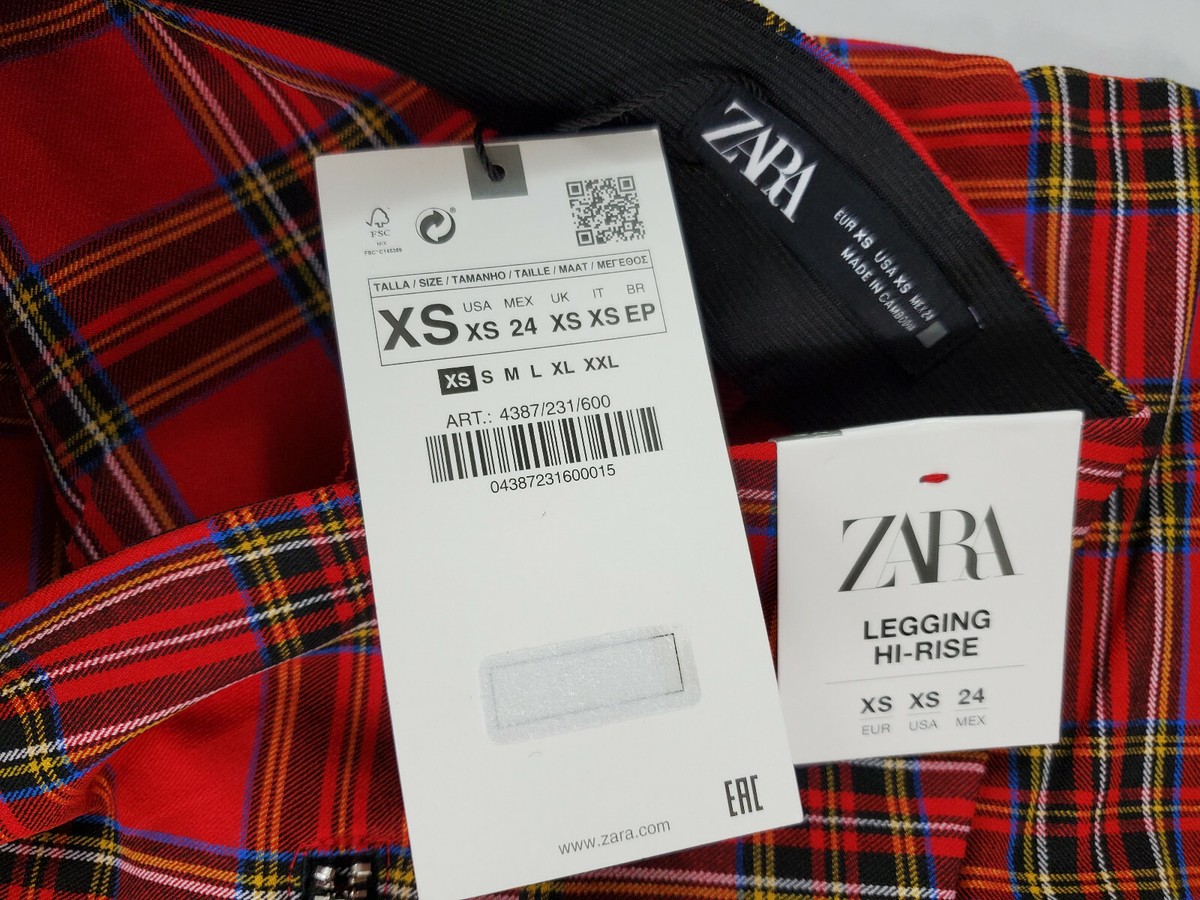 FSC
MIX
FSC® C145389
TALLA / SIZE / TAMANHO / TAILLE / MAAT / ΜΕΓΕΘΟΣ
XS
USA MEX UK IT BR
XS 24 XS XS EP
XS S M L XL XXL
ART.: 4387/231/600
04387231600015
EAC
www.zara.com
ZARA
EUR XS USA XS MEX 24
MADE IN CAMBODIA
ZARA
LEGGING
HI-RISE
XS XS 24
EUR USA MEX